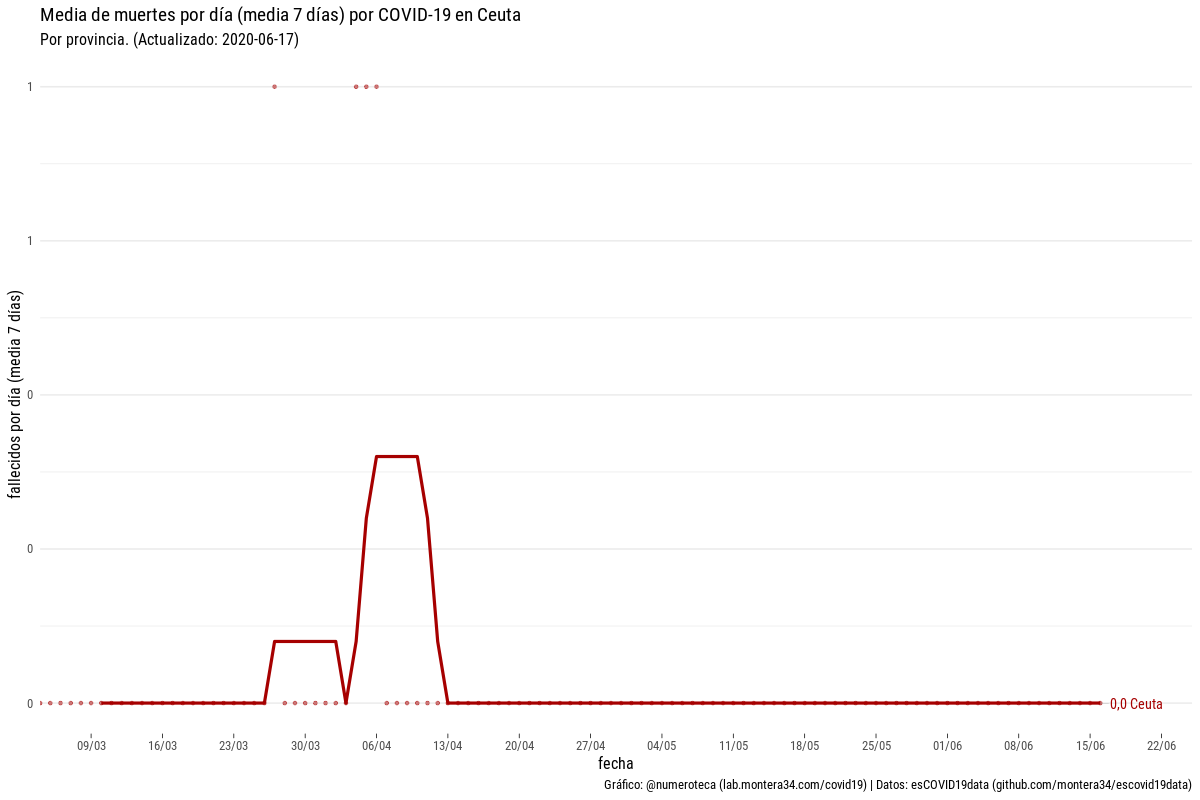 Media de muertes por día (media 7 días) por COVID-19 en Ceuta
Por provincia. (Actualizado: 2020-06-17)
fallecidos por día (media 7 días)
1
1
0
0
0
0,0 Ceuta
09/03 16/03 23/03 30/03 06/04 13/04 20/04 27/04 04/05 11/05 18/05 25/05 01/06 08/06 15/06 22/06
fecha
Gráfico: @numeroteca (lab.montera34.com/covid19) | Datos: esCOVID19data (github.com/montera34/escovid19data)